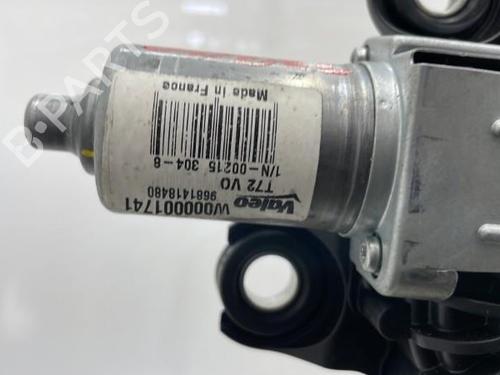 Valeo
W000001741
9681418480
T72 VO
1/N-00215 304-8
Made in France
B-PARTS